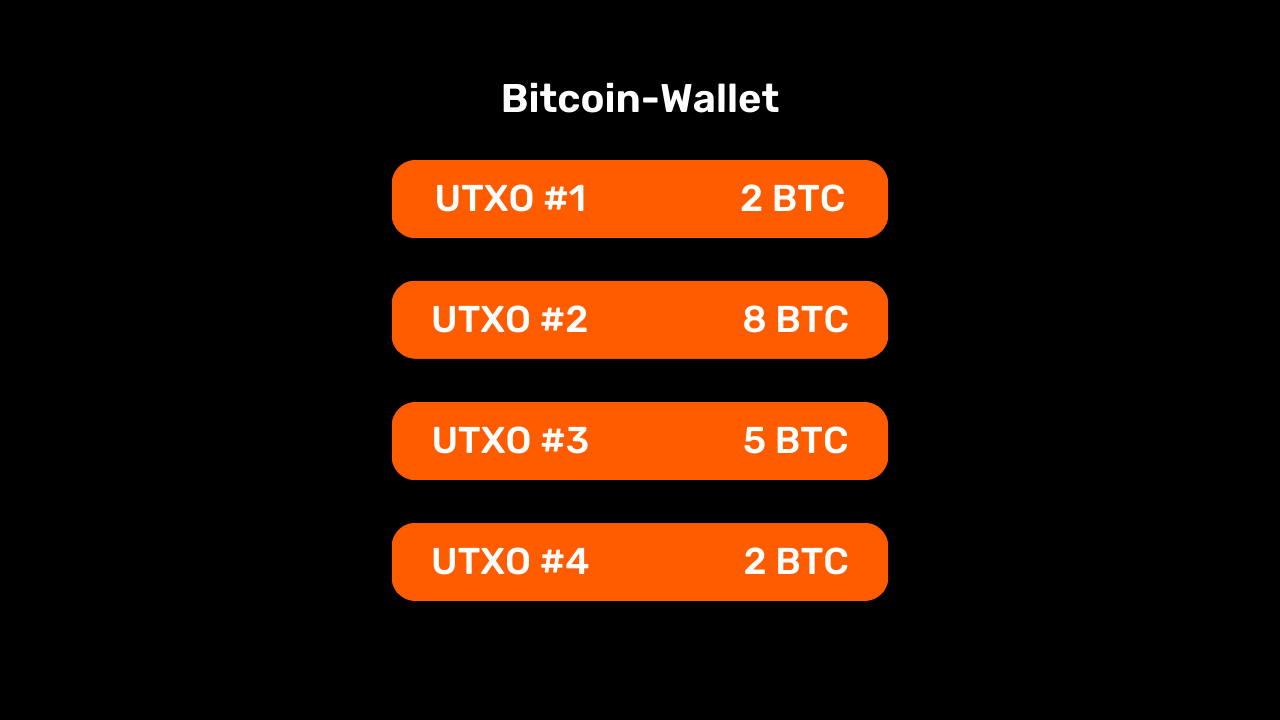 Bitcoin-Wallet
UTXO #1 2 BTC
UTXO #2 8 BTC
UTXO #3 5 BTC
UTXO #4 2 BTC